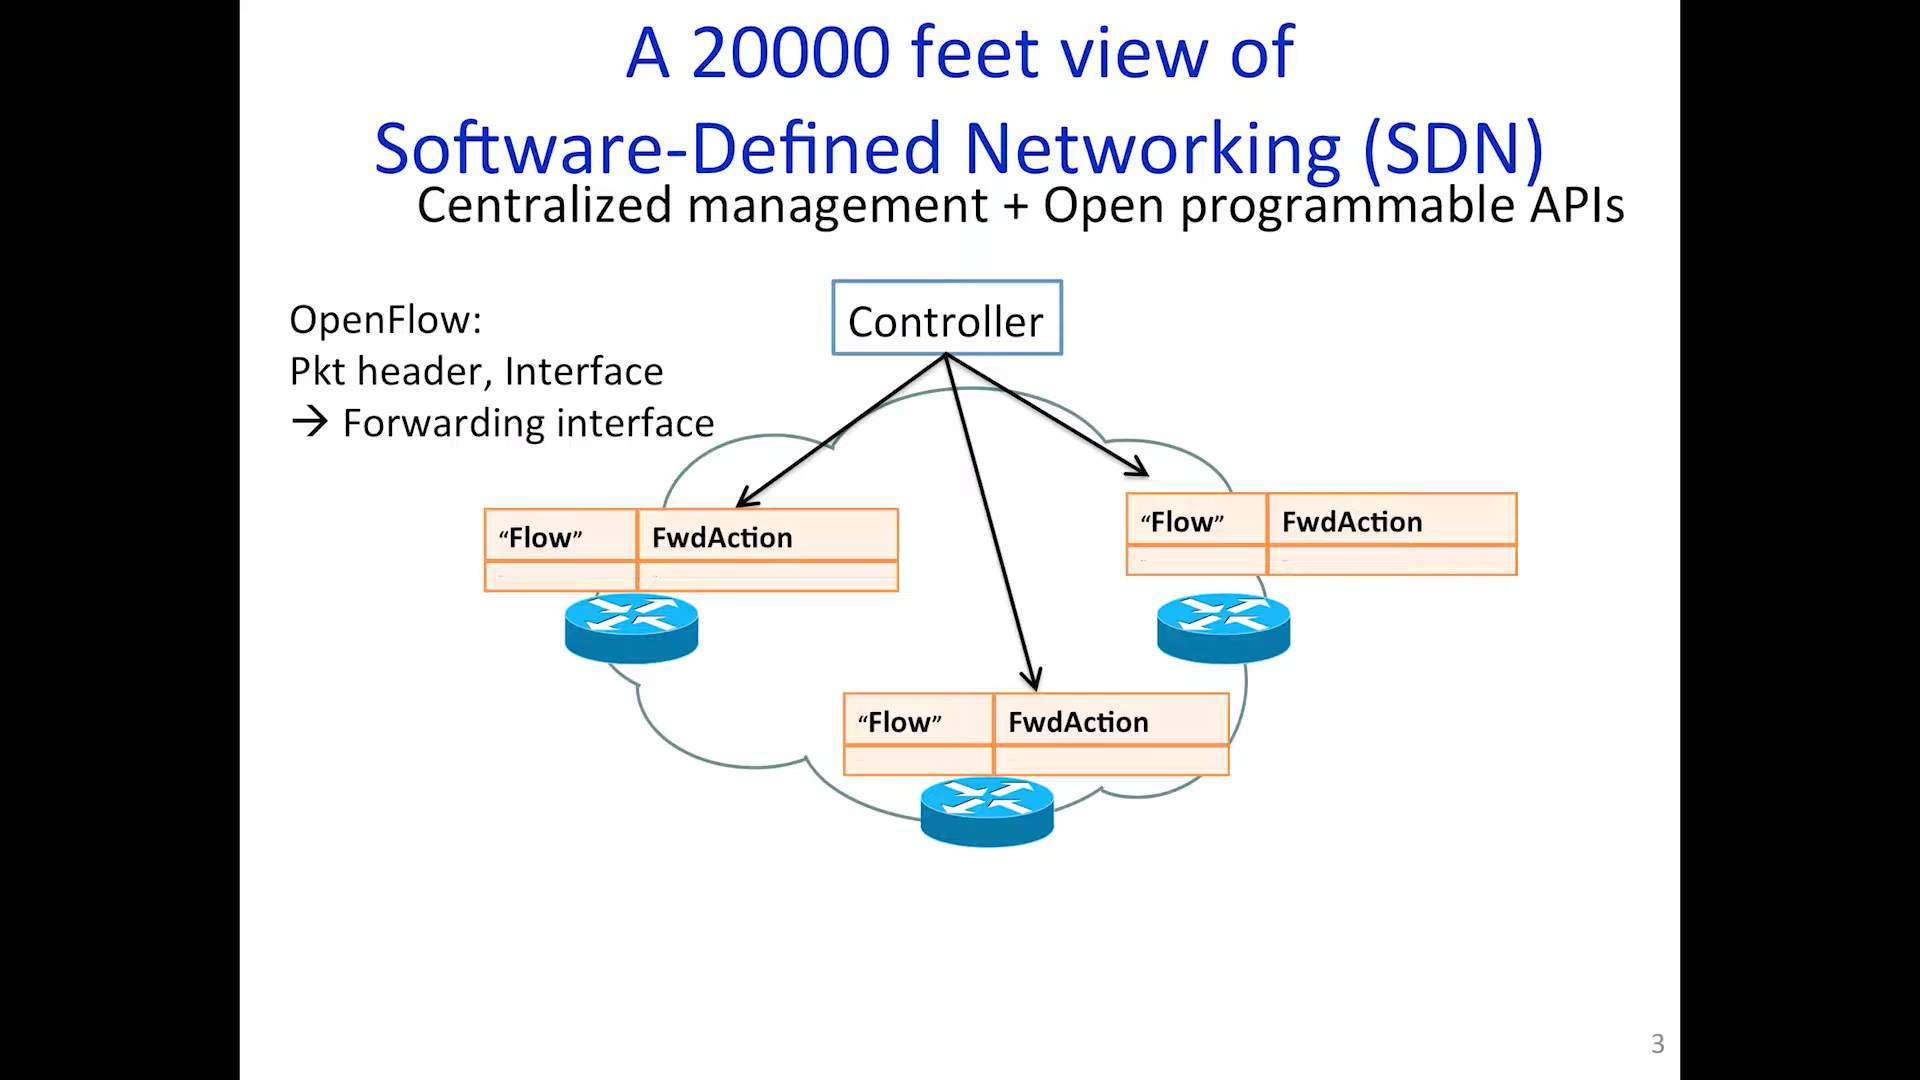 A 20000 feet view of
Software-Defined Networking (SDN)
Centralized management + Open programmable APIs
Controller
OpenFlow:
Pkt header, Interface
→ Forwarding interface
“Flow” FwdAction
“Flow” FwdAction
“Flow” FwdAction
3